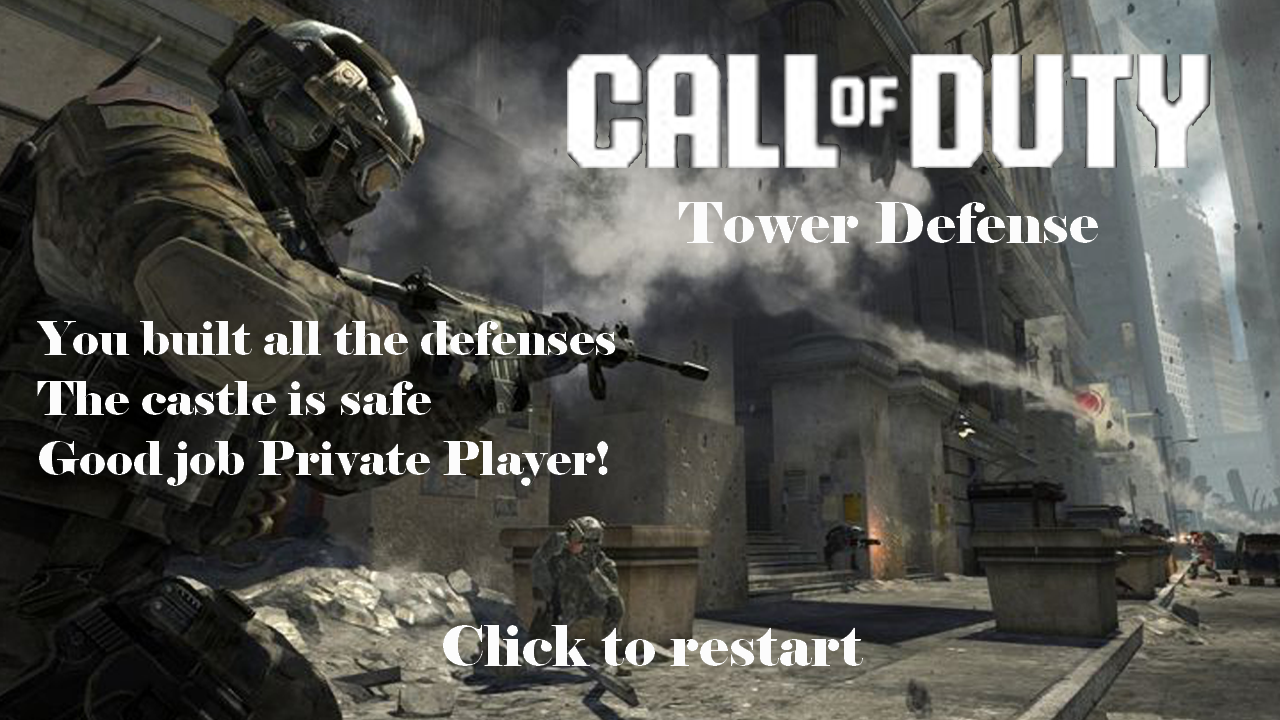 CALL OF DUTY
Tower Defense
You built all the defenses
The castle is safe
Good job Private Player!
Click to restart